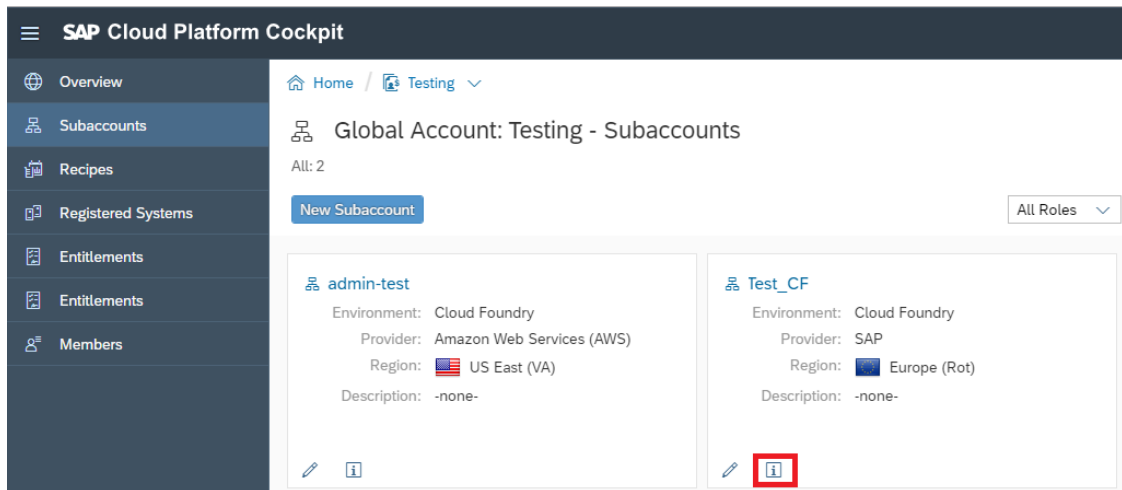 SAP Cloud Platform Cockpit
Overview
Subaccounts
Recipes
Registered Systems
Entitlements
Entitlements
Members
Home / Testing
Global Account: Testing - Subaccounts
All: 2
New Subaccount
All Roles
admin-test
Environment: Cloud Foundry
Provider: Amazon Web Services (AWS)
Region: US East (VA)
Description: -none-
Test_CF
Environment: Cloud Foundry
Provider: SAP
Region: Europe (Rot)
Description: -none-